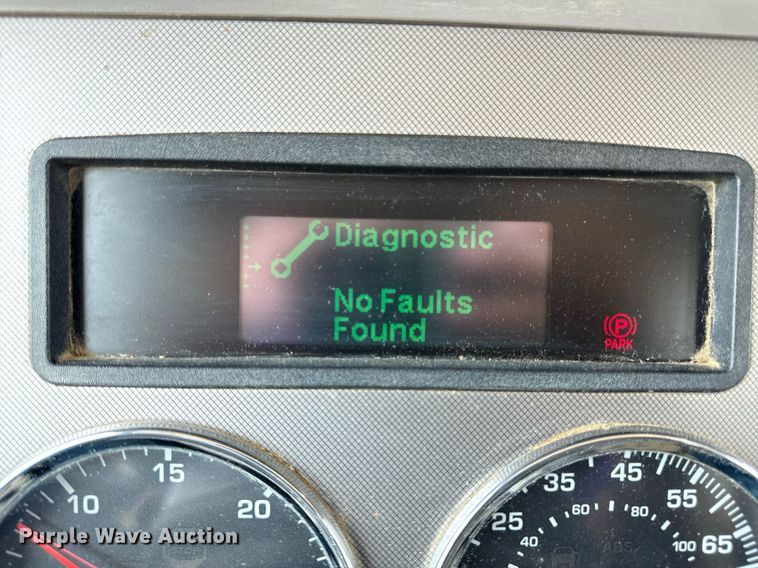 Diagnostic
No Faults
Found
P
PARK
10
15
20
25
35
45
55
65
40
60
80
100
ABS
Purple Wave Auction